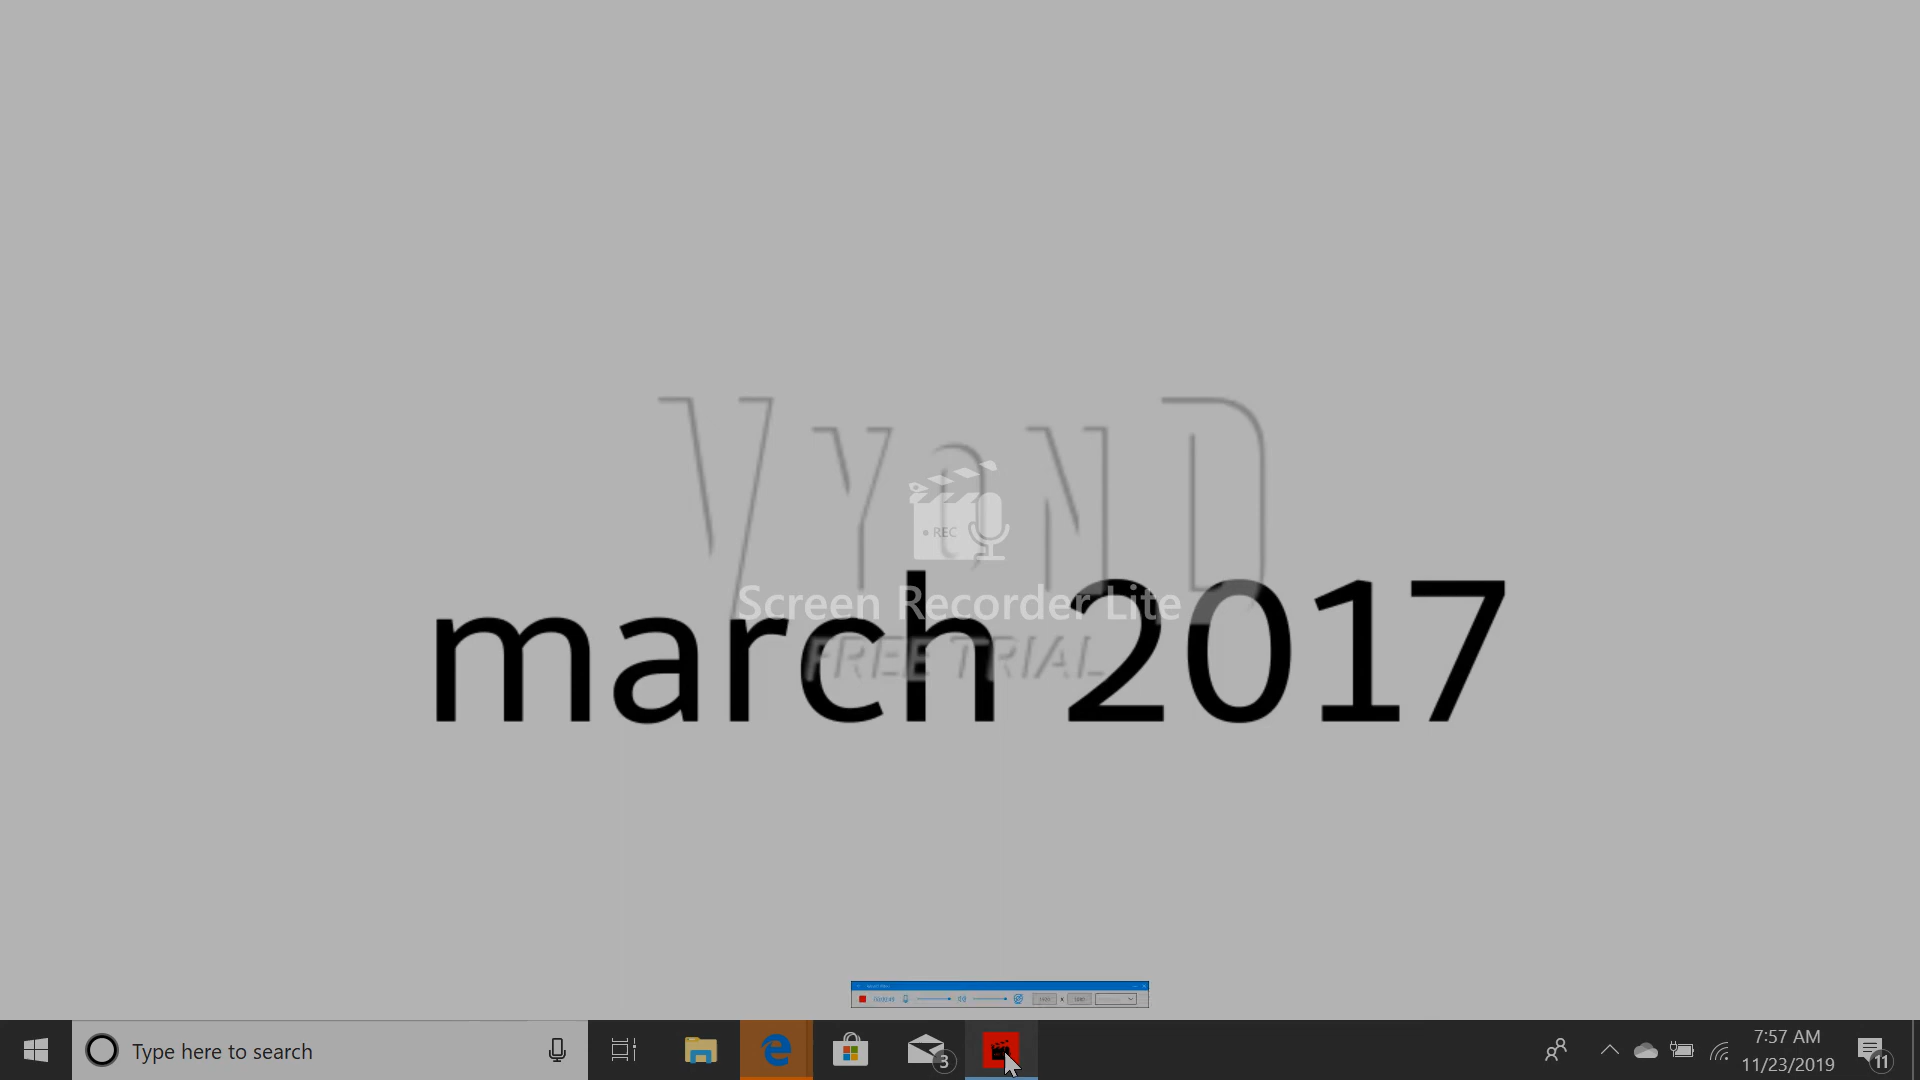 VYOND
REC
Screen Recorder Lite
march 2017
FREE TRIAL
Type here to search
3
7:57 AM
11/23/2019
11